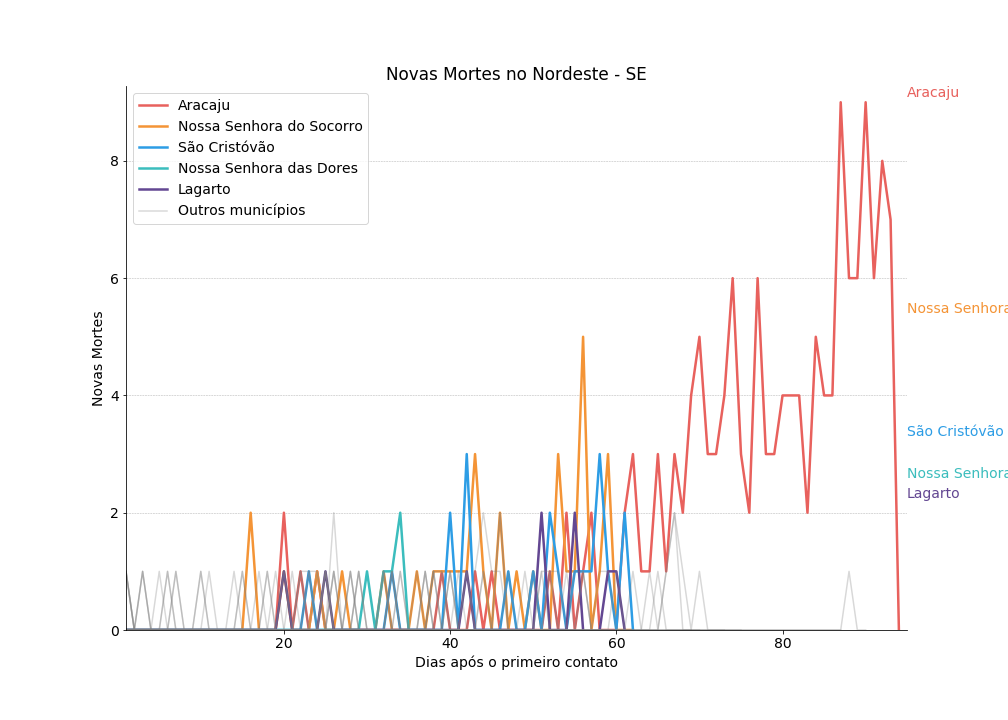 Novas Mortes no Nordeste - SE
Aracaju
Nossa Senhora do Socorro
São Cristóvão
Nossa Senhora das Dores
Lagarto
Outros municípios
Aracaju
Nossa Senhora
São Cristóvão
Nossa Senhora
Lagarto
Novas Mortes
8
6
4
2
0
20
40
60
80
Dias após o primeiro contato